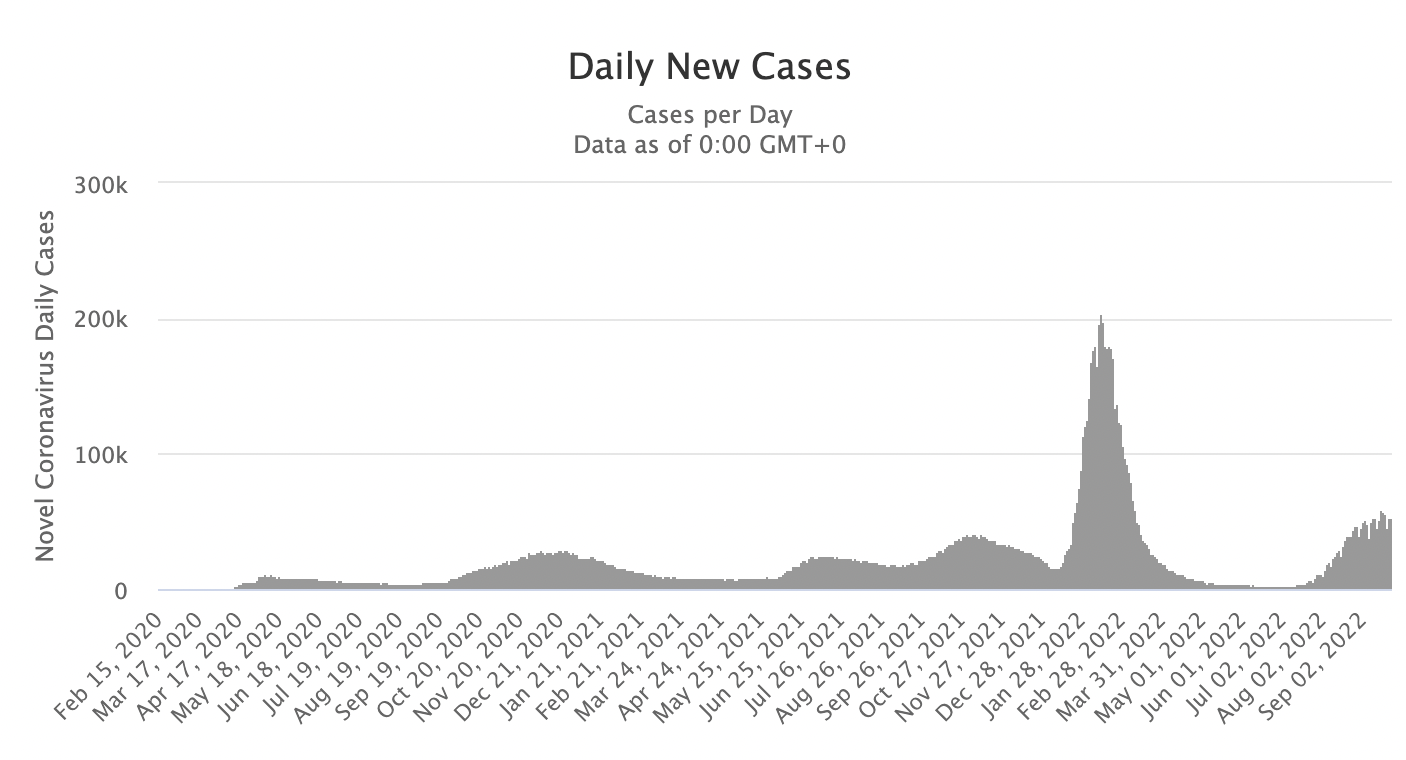 Daily New Cases
Cases per Day
Data as of 0:00 GMT+0
Novel Coronavirus Daily Cases
300k
200k
100k
0
Feb 15, 2020
Mar 17, 2020
Apr 17, 2020
May 18, 2020
Jun 18, 2020
Jul 19, 2020
Aug 19, 2020
Sep 19, 2020
Oct 20, 2020
Nov 20, 2020
Dec 21, 2020
Jan 21, 2021
Feb 21, 2021
Mar 24, 2021
Apr 24, 2021
May 25, 2021
Jun 25, 2021
Jul 26, 2021
Aug 26, 2021
Sep 26, 2021
Oct 27, 2021
Nov 27, 2021
Dec 28, 2021
Jan 28, 2022
Feb 28, 2022
Mar 31, 2022
May 01, 2022
Jun 01, 2022
Jul 02, 2022
Aug 02, 2022
Sep 02, 2022